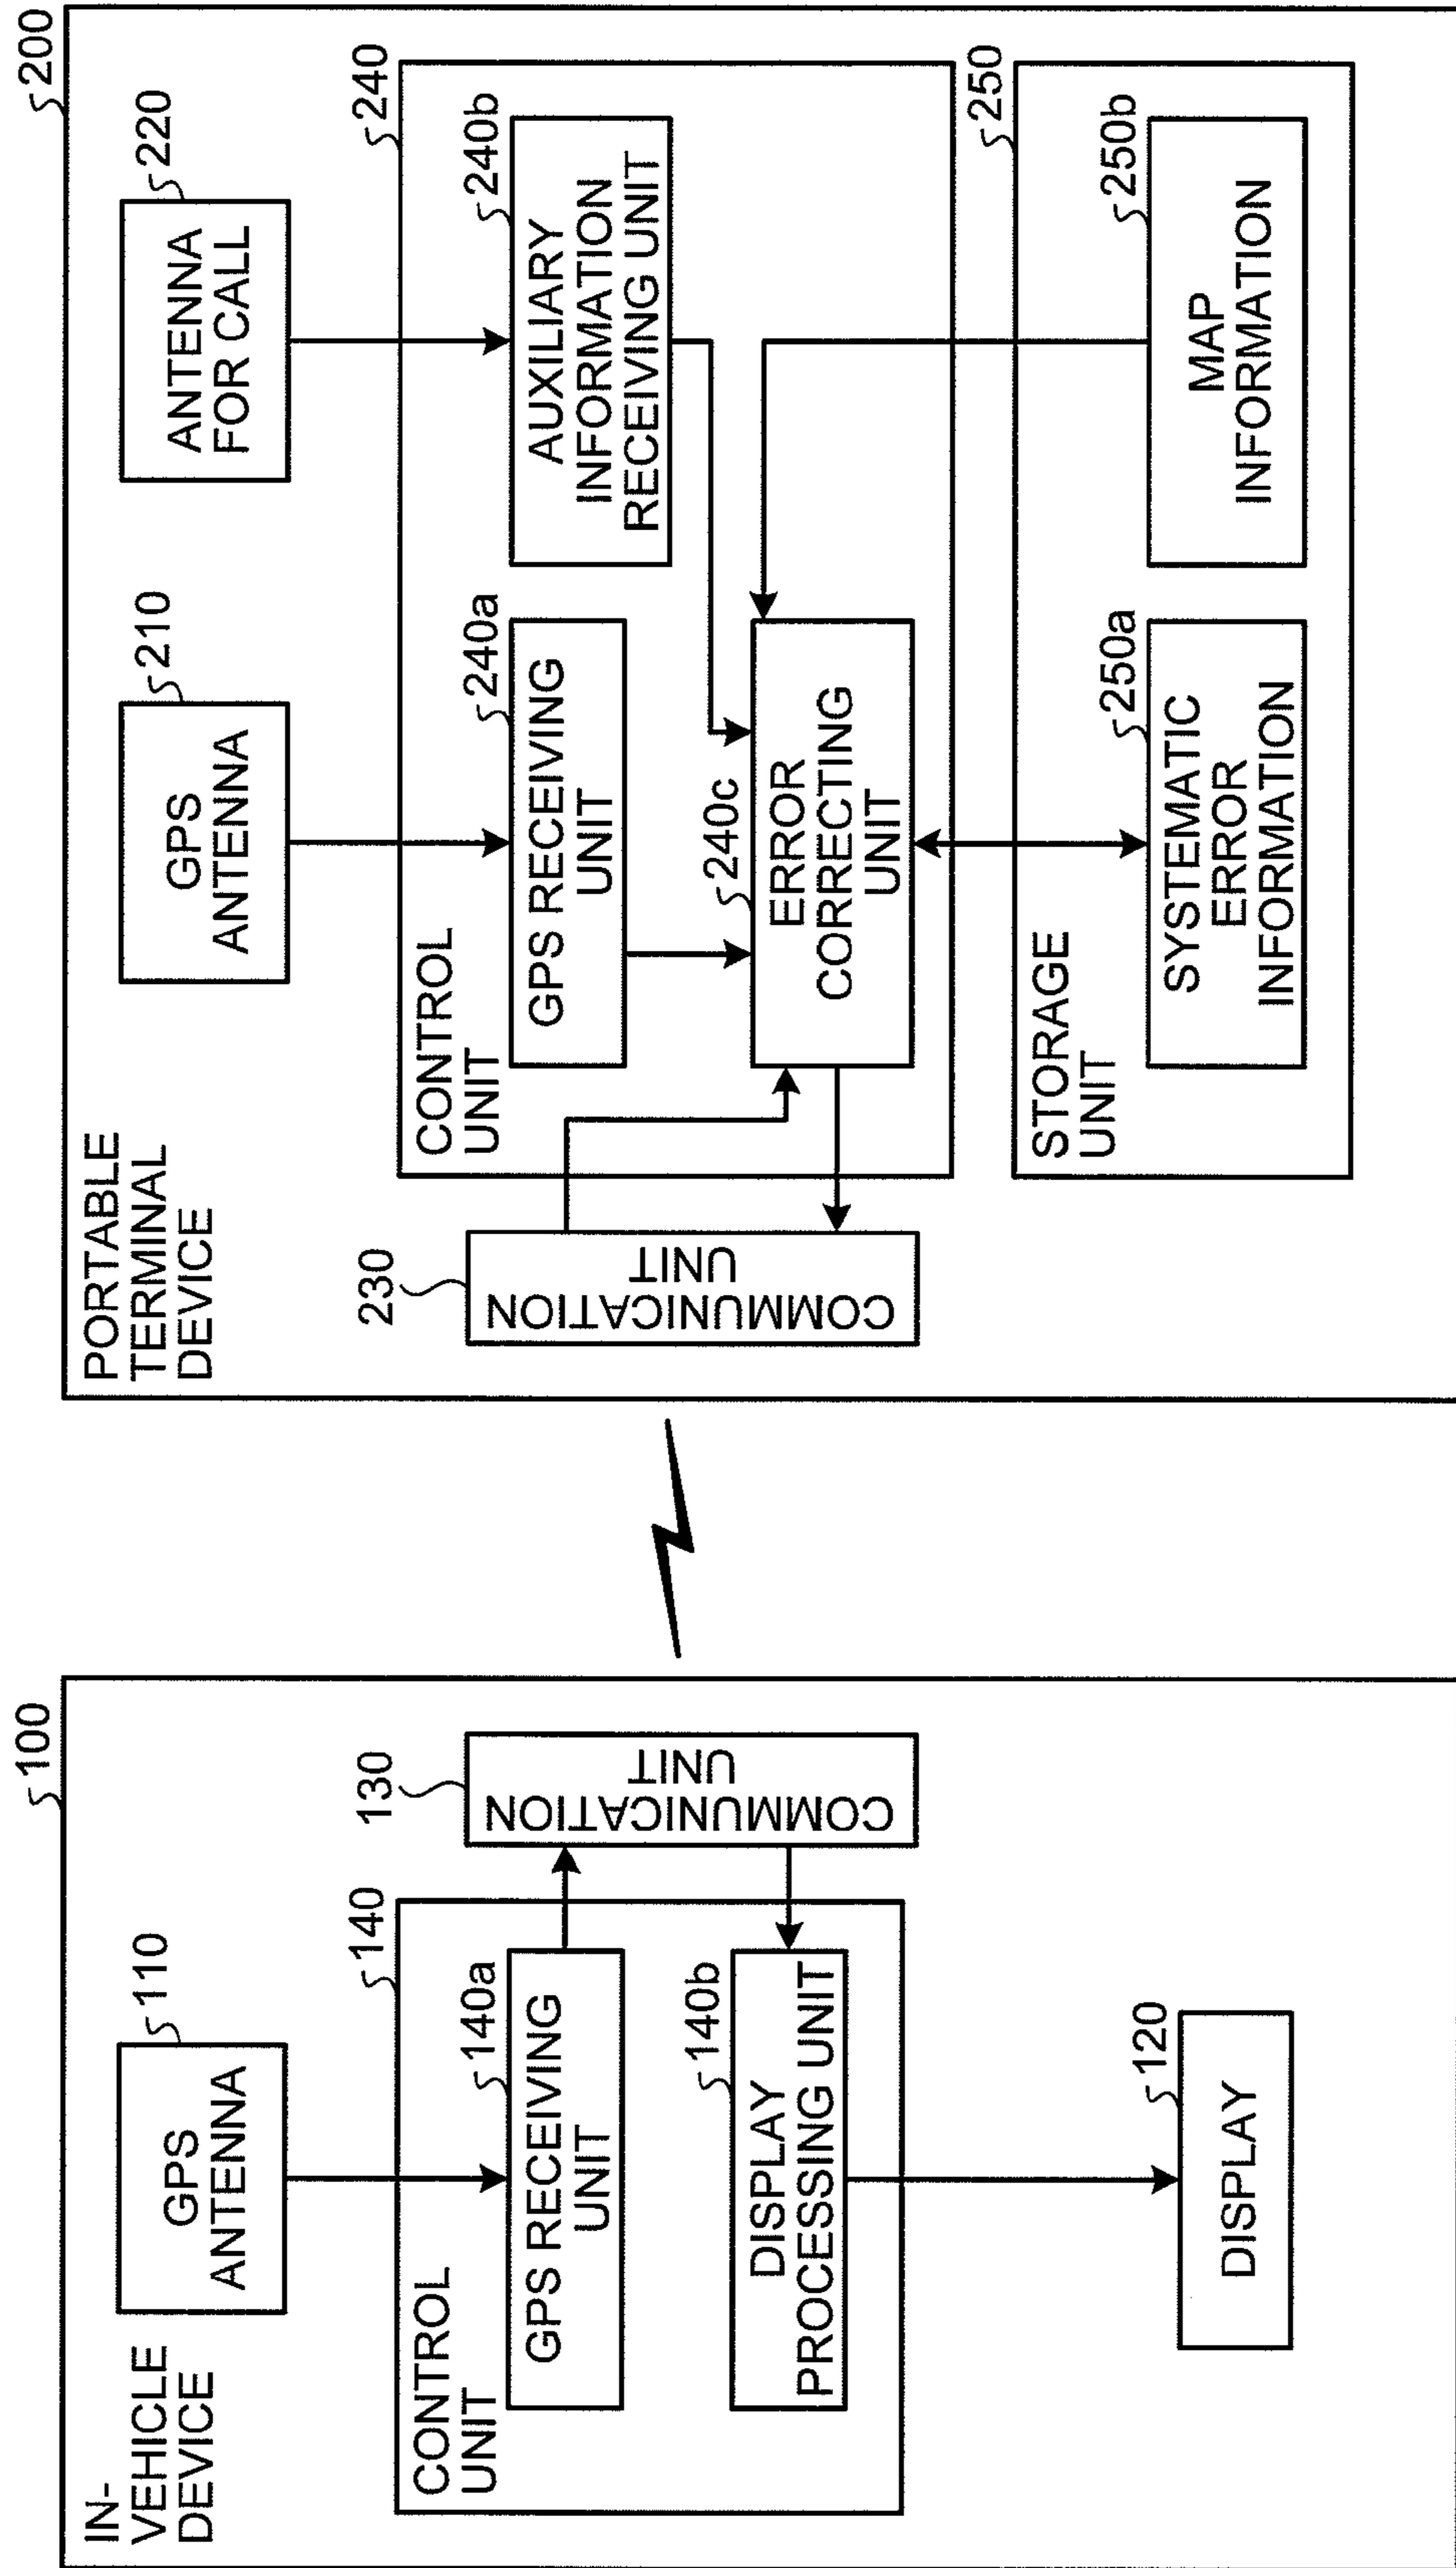 100
IN-
VEHICLE
DEVICE
110
GPS
ANTENNA
140
CONTROL
UNIT
140a
GPS RECEIVING
UNIT
140b
DISPLAY
PROCESSING UNIT
130
COMMUNICATION
UNIT
120
DISPLAY
200
PORTABLE
TERMINAL
DEVICE
210
GPS
ANTENNA
220
ANTENNA
FOR CALL
230
COMMUNICATION
UNIT
240
CONTROL
UNIT
240a
GPS RECEIVING
UNIT
240b
AUXILIARY
INFORMATION
RECEIVING UNIT
240c
ERROR
CORRECTING
UNIT
250
STORAGE
UNIT
250a
SYSTEMATIC
ERROR
INFORMATION
250b
MAP
INFORMATION